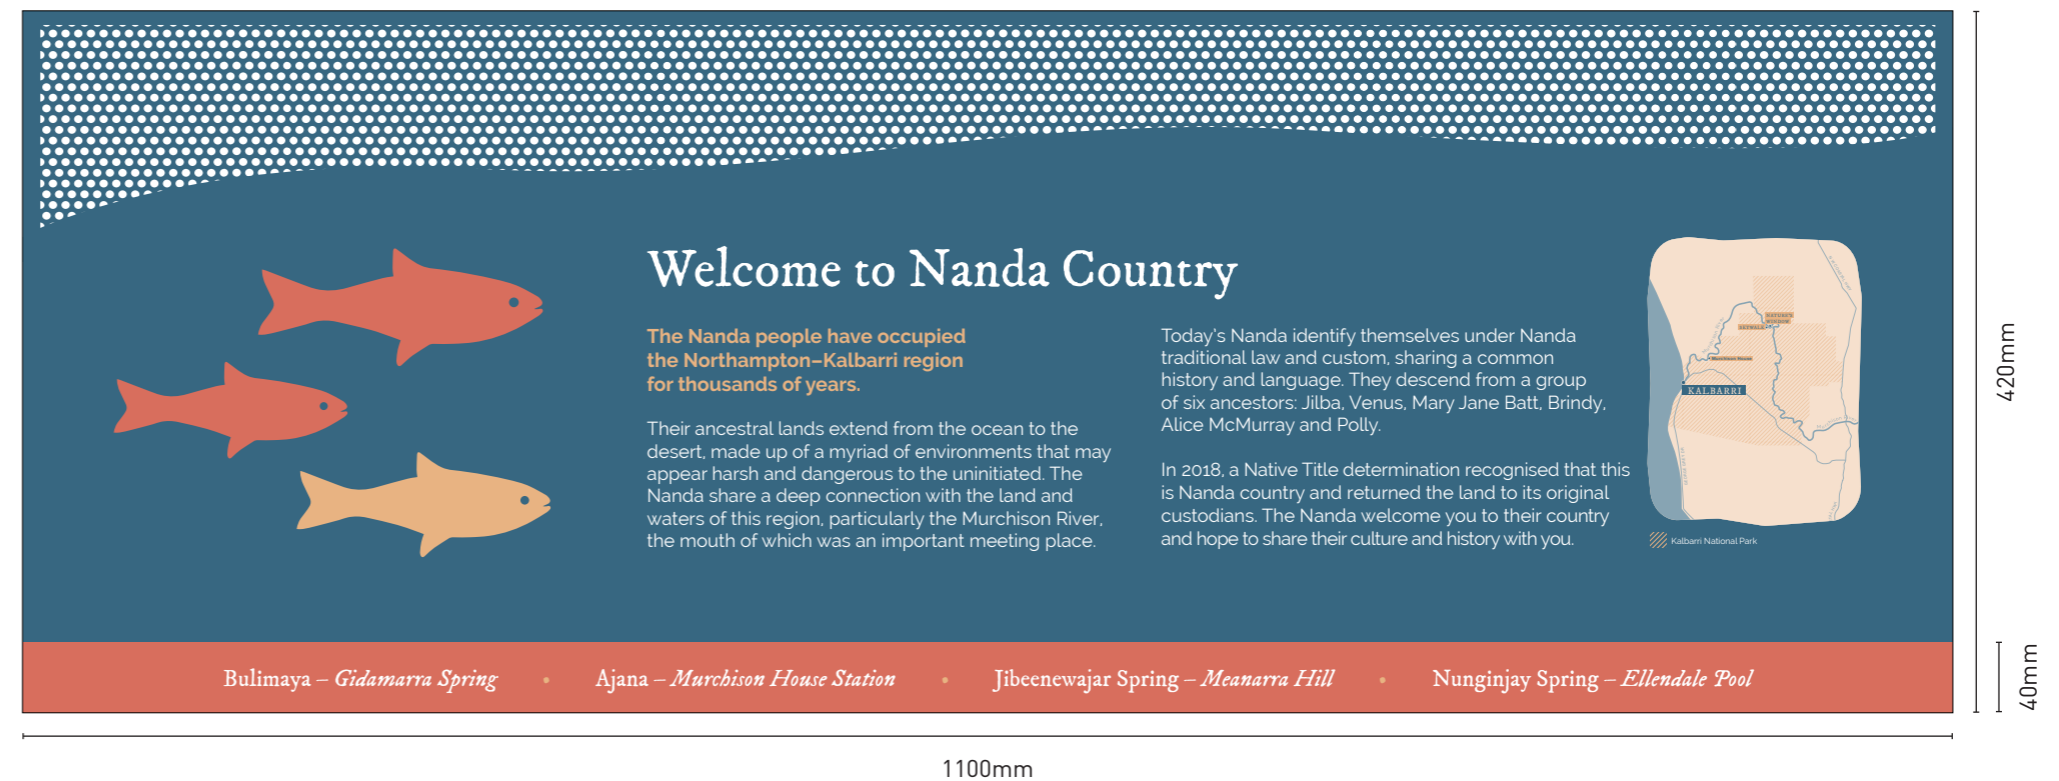 Welcome to Nanda Country
The Nanda people have occupied
the Northampton–Kalbarri region
for thousands of years.
Their ancestral lands extend from the ocean to the
desert, made up of a myriad of environments that may
appear harsh and dangerous to the uninitiated. The
Nanda share a deep connection with the land and
waters of this region, particularly the Murchison River,
the mouth of which was an important meeting place.
Today's Nanda identify themselves under Nanda
traditional law and custom, sharing a common
history and language. They descend from a group
of six ancestors: Jilba, Venus, Mary Jane Batt, Brindy,
Alice McMurray and Polly.
In 2018, a Native Title determination recognised that this
is Nanda country and returned the land to its original
custodians. The Nanda welcome you to their country
and hope to share their culture and history with you.
NATURE'S
WINDOW
SKYWALK
Murchison House
KALBARRI
Kalbarri National Park
Bulimaya – Gidamarra Spring • Ajana – Murchison House Station • Jibeenewajar Spring – Meanarra Hill • Nunginjay Spring – Ellendale Pool
420mm
40mm
1100mm